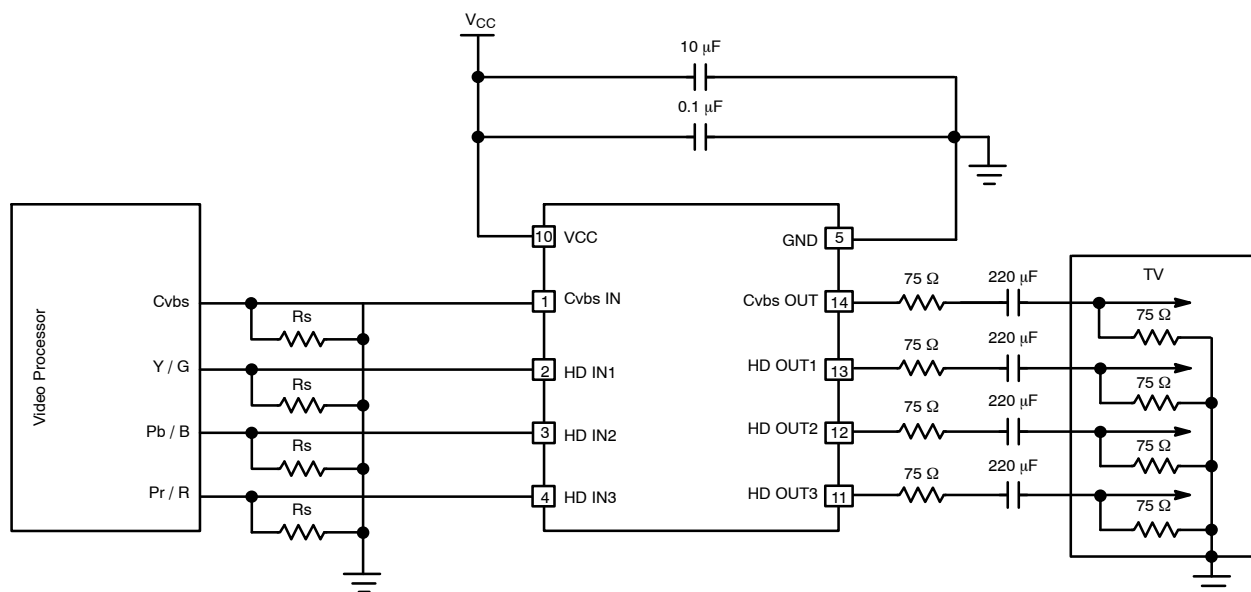 VCC
10 μF
0.1 μF
10 VCC
GND 5
Video Processor
Cvbs
Rs
1 Cvbs IN
Cvbs OUT 14
75 Ω
220 μF
TV
75 Ω
Y / G
Rs
2 HD IN1
HD OUT1 13
75 Ω
220 μF
75 Ω
Pb / B
Rs
3 HD IN2
HD OUT2 12
75 Ω
220 μF
75 Ω
Pr / R
Rs
4 HD IN3
HD OUT3 11
75 Ω
220 μF
75 Ω